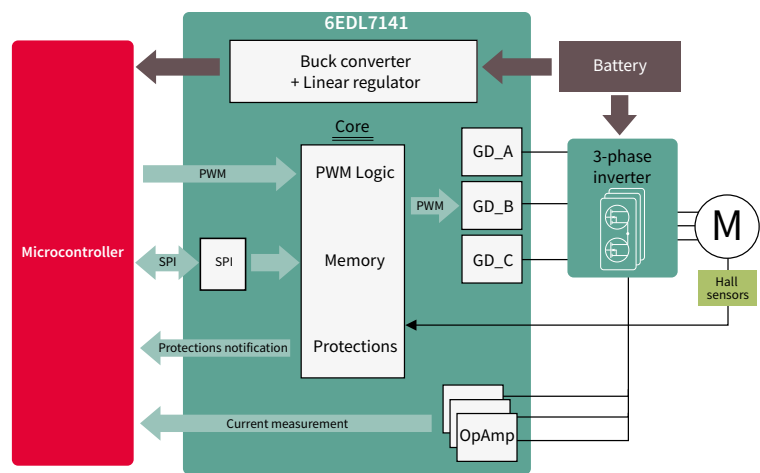 6EDL7141
Buck converter
+ Linear regulator
Battery
Core
PWM
PWM Logic
PWM
GD_A
GD_B
GD_C
3-phase
inverter
M
Microcontroller
SPI
SPI
Memory
Hall
sensors
Protections notification
Protections
Current measurement
OpAmp